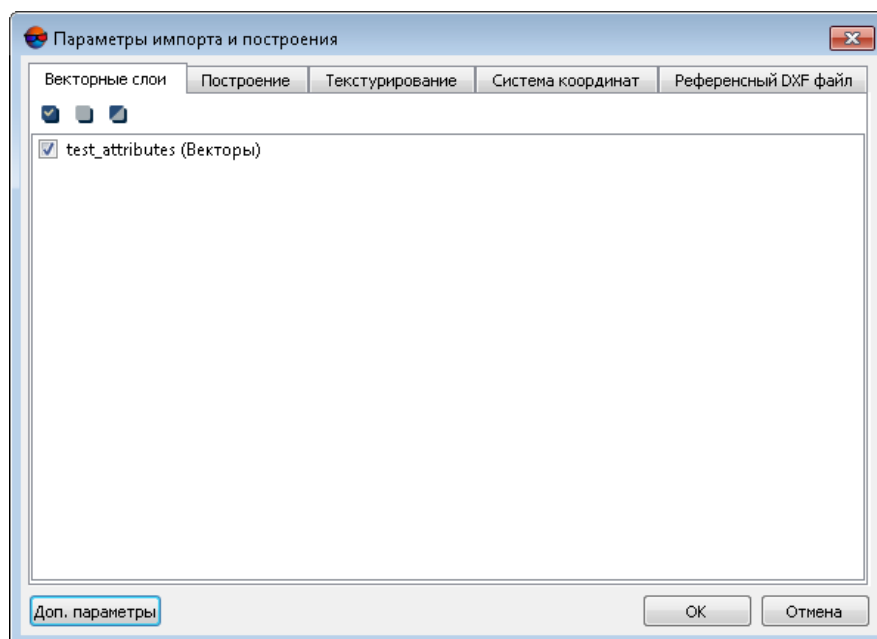 Параметры импорта и построения
Векторные слои Построение Текстурирование Система координат Референсный DXF файл
test_attributes (Векторы)
Доп. параметры OK Отмена